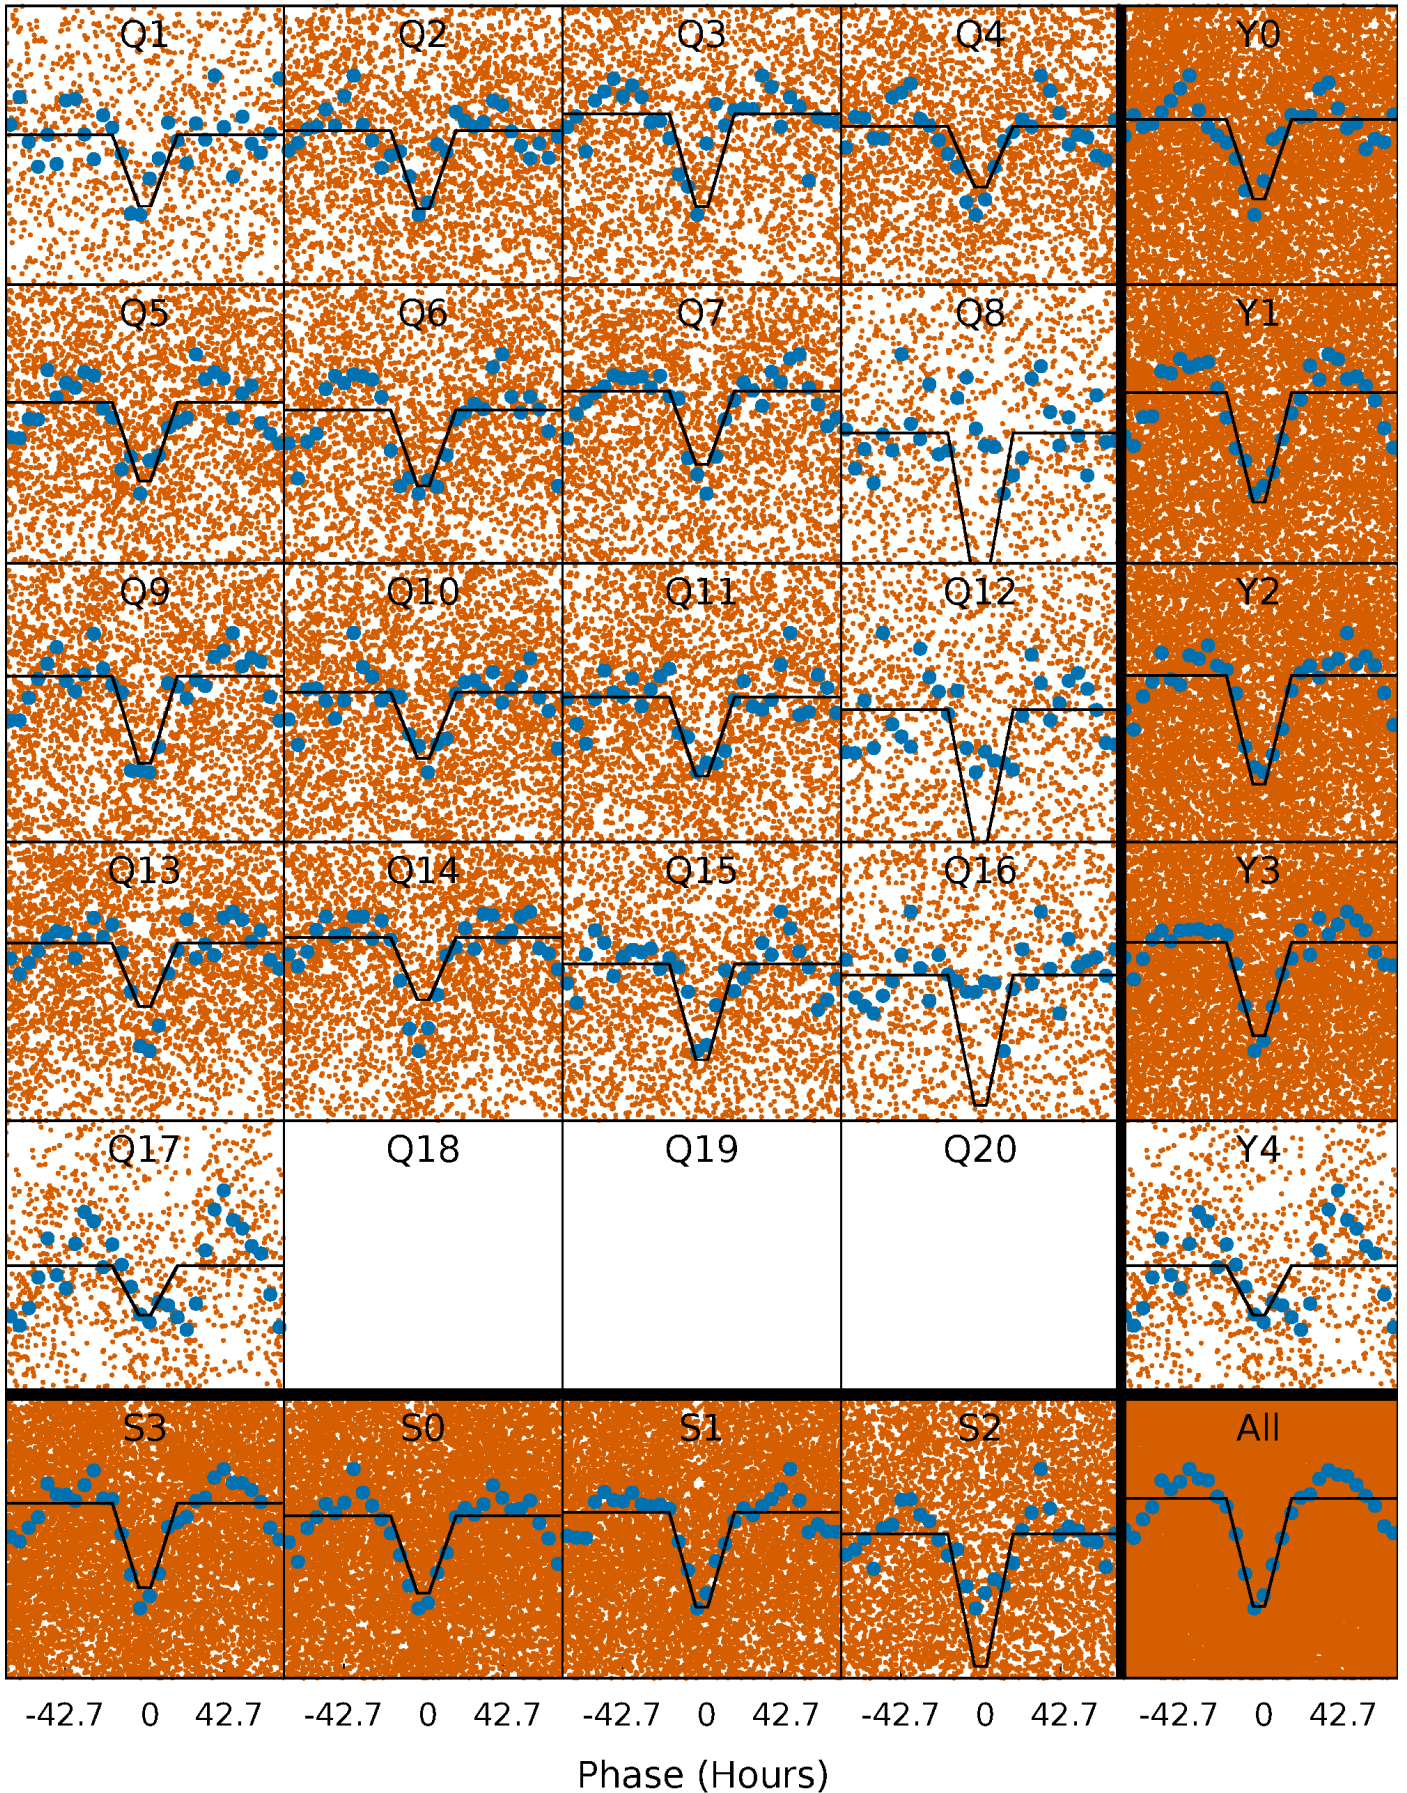 Q1 Q2 Q3 Q4 Y0
Q5 Q6 Q7 Q8 Y1
Q9 Q10 Q11 Q12 Y2
Q13 Q14 Q15 Q16 Y3
Q17 Q18 Q19 Q20 Y4
S3 S0 S1 S2 All
-42.7 0 42.7 -42.7 0 42.7 -42.7 0 42.7 -42.7 0 42.7 -42.7 0 42.7
Phase (Hours)